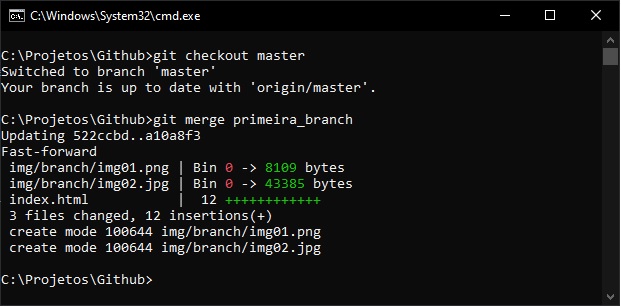 C:\Windows\System32\cmd.exe
C:\Projetos\Github>git checkout master
Switched to branch 'master'
Your branch is up to date with 'origin/master'.
C:\Projetos\Github>git merge primeira_branch
Updating 522ccbd..a10a8f3
Fast-forward
 img/branch/img01.png | Bin 0 -> 8109 bytes
 img/branch/img02.jpg | Bin 0 -> 43385 bytes
 index.html           |  12 ++++++++++++
 3 files changed, 12 insertions(+)
 create mode 100644 img/branch/img01.png
 create mode 100644 img/branch/img02.jpg
C:\Projetos\Github>